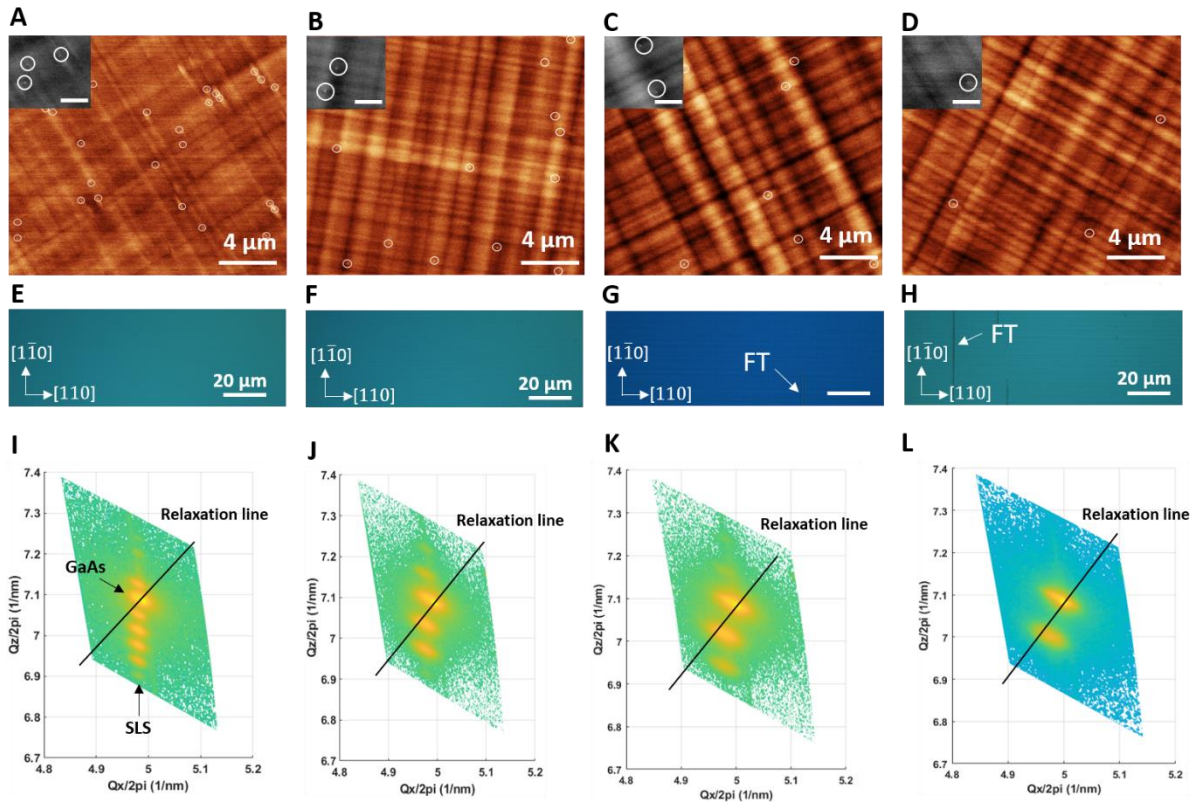 A B C D
4 µm 4 µm 4 µm 4 µm
E F G H
[11̅0] [11̅0] [11̅0] [11̅0]
FT FT
20 µm 20 µm 20 µm
[110] [110] [110] [110]
I J K L
7.4 7.4 7.4 7.4
Relaxation line Relaxation line Relaxation line Relaxation line
7.3 7.3 7.3 7.3
7.2 7.2 7.2 7.2
GaAs
7.1 7.1 7.1 7.1
Qz/2pi (1/nm) Qz/2pi (1/nm) Qz/2pi (1/nm) Qz/2pi (1/nm)
7 7 7 7
6.9 6.9 6.9 6.9
6.8 6.8 6.8 6.8
SLS
6.7 6.7 6.7 6.7
4.8 4.9 5 5.1 5.2 4.8 4.9 5 5.1 5.2 4.8 4.9 5 5.1 5.2 4.8 4.9 5 5.1 5.2
Qx/2pi (1/nm) Qx/2pi (1/nm) Qx/2pi (1/nm) Qx/2pi (1/nm)